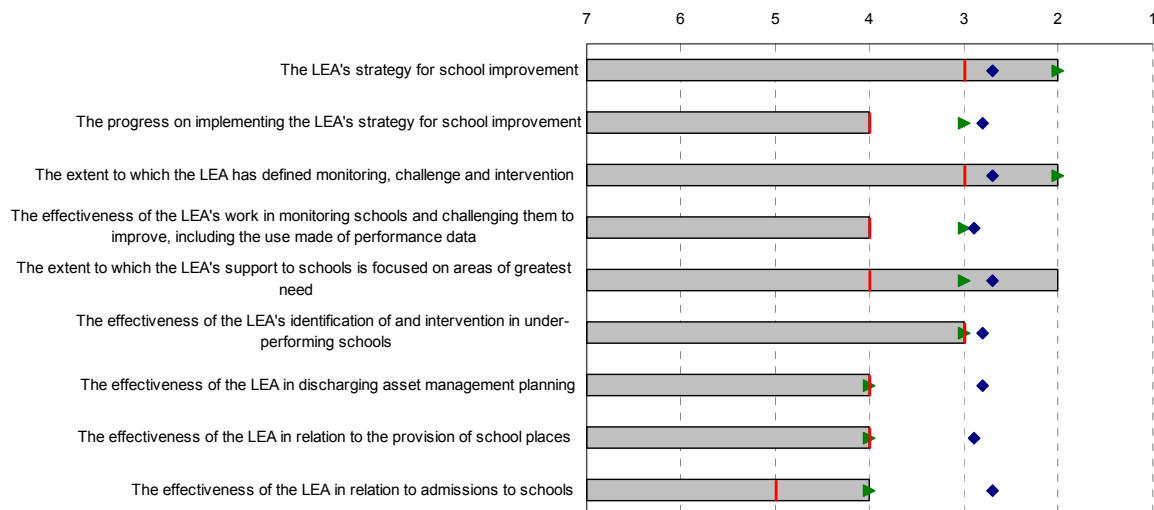 7 6 5 4 3 2 1
The LEA's strategy for school improvement
The progress on implementing the LEA's strategy for school improvement
The extent to which the LEA has defined monitoring, challenge and intervention
The effectiveness of the LEA's work in monitoring schools and challenging them to
improve, including the use made of performance data
The extent to which the LEA's support to schools is focused on areas of greatest
need
The effectiveness of the LEA's identification of and intervention in under-
performing schools
The effectiveness of the LEA in discharging asset management planning
The effectiveness of the LEA in relation to the provision of school places
The effectiveness of the LEA in relation to admissions to schools